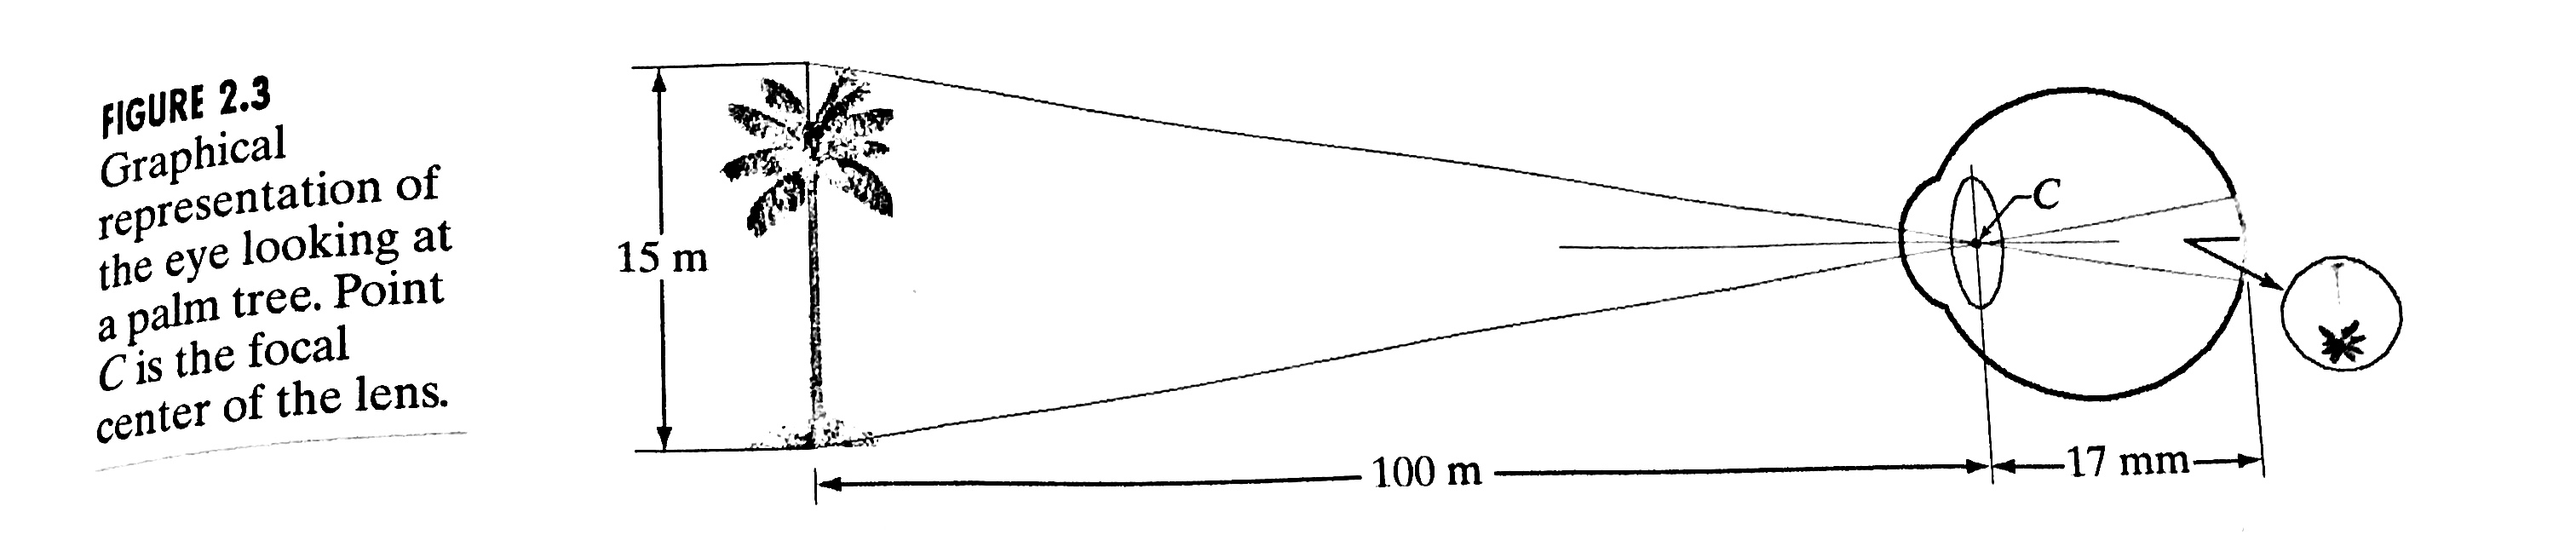 FIGURE 2.3
Graphical
representation of
the eye looking at
a palm tree. Point
C is the focal
center of the lens.
15 m
C
100 m
17 mm